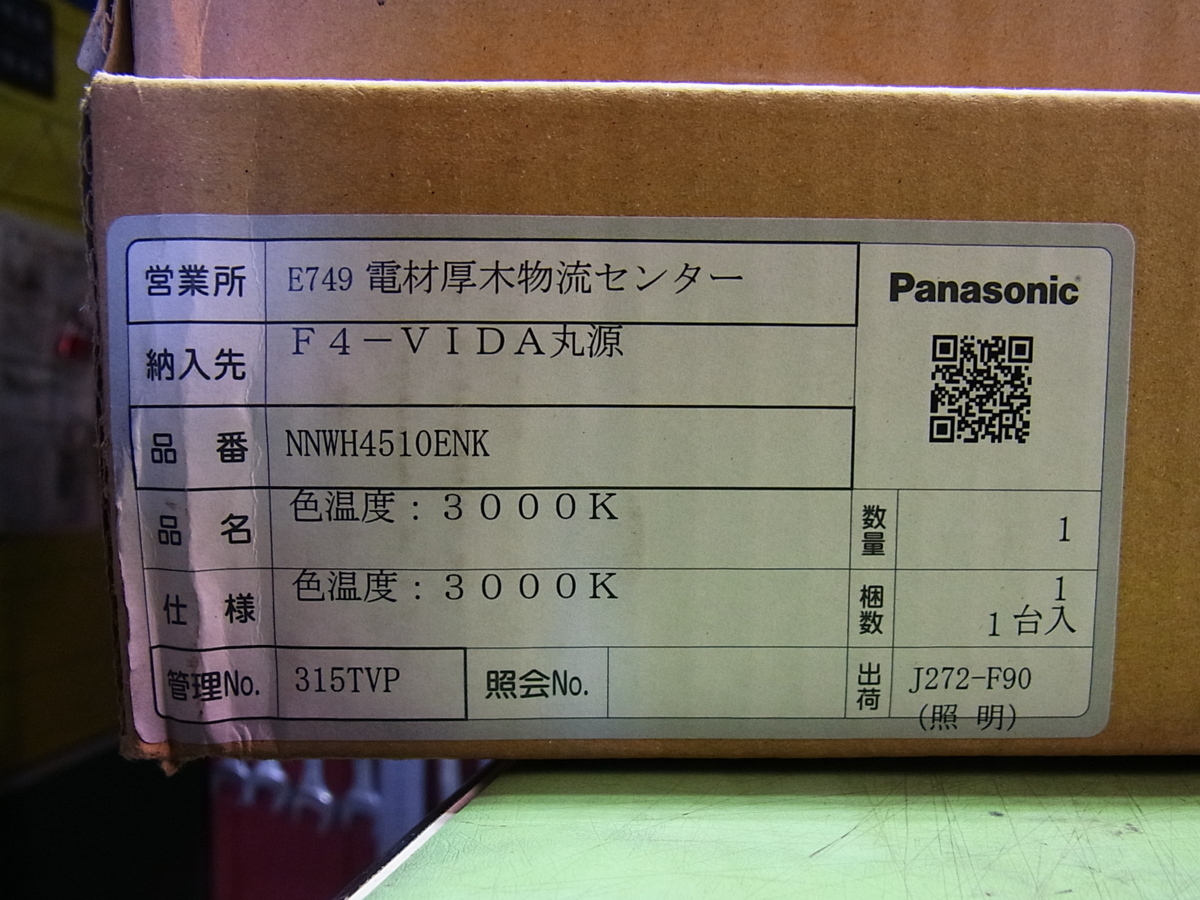 営業所 E749 電材厚木物流センター
Panasonic
納入先 F4－VIDA丸源
品番 NNWH4510ENK
品名 色温度：3000K 数量 1
仕様 色温度：3000K 梱数 1
1台入
管理No. 315TVP 照会No. 出荷 J272-F90
(照明)